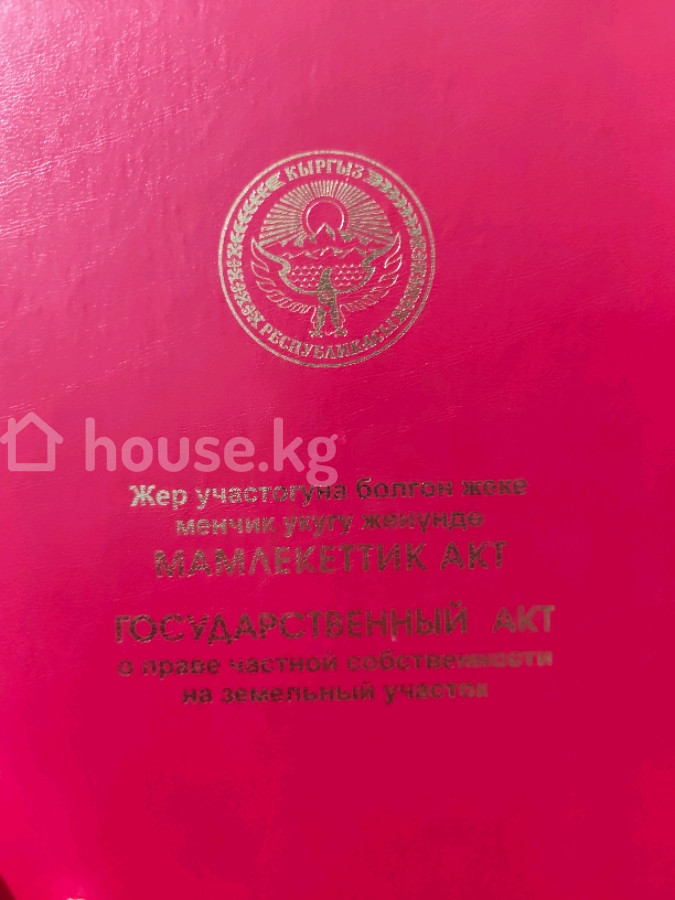 КЫРГЫЗ
РЕСПУБЛИКАСЫ
house.kg
Жер участогуна болгон жеке
менчик укугу жөнүндө
МАМЛЕКЕТТИК АКТ
ГОСУДАРСТВЕННЫЙ АКТ
о праве частной собственности
на земельный участок